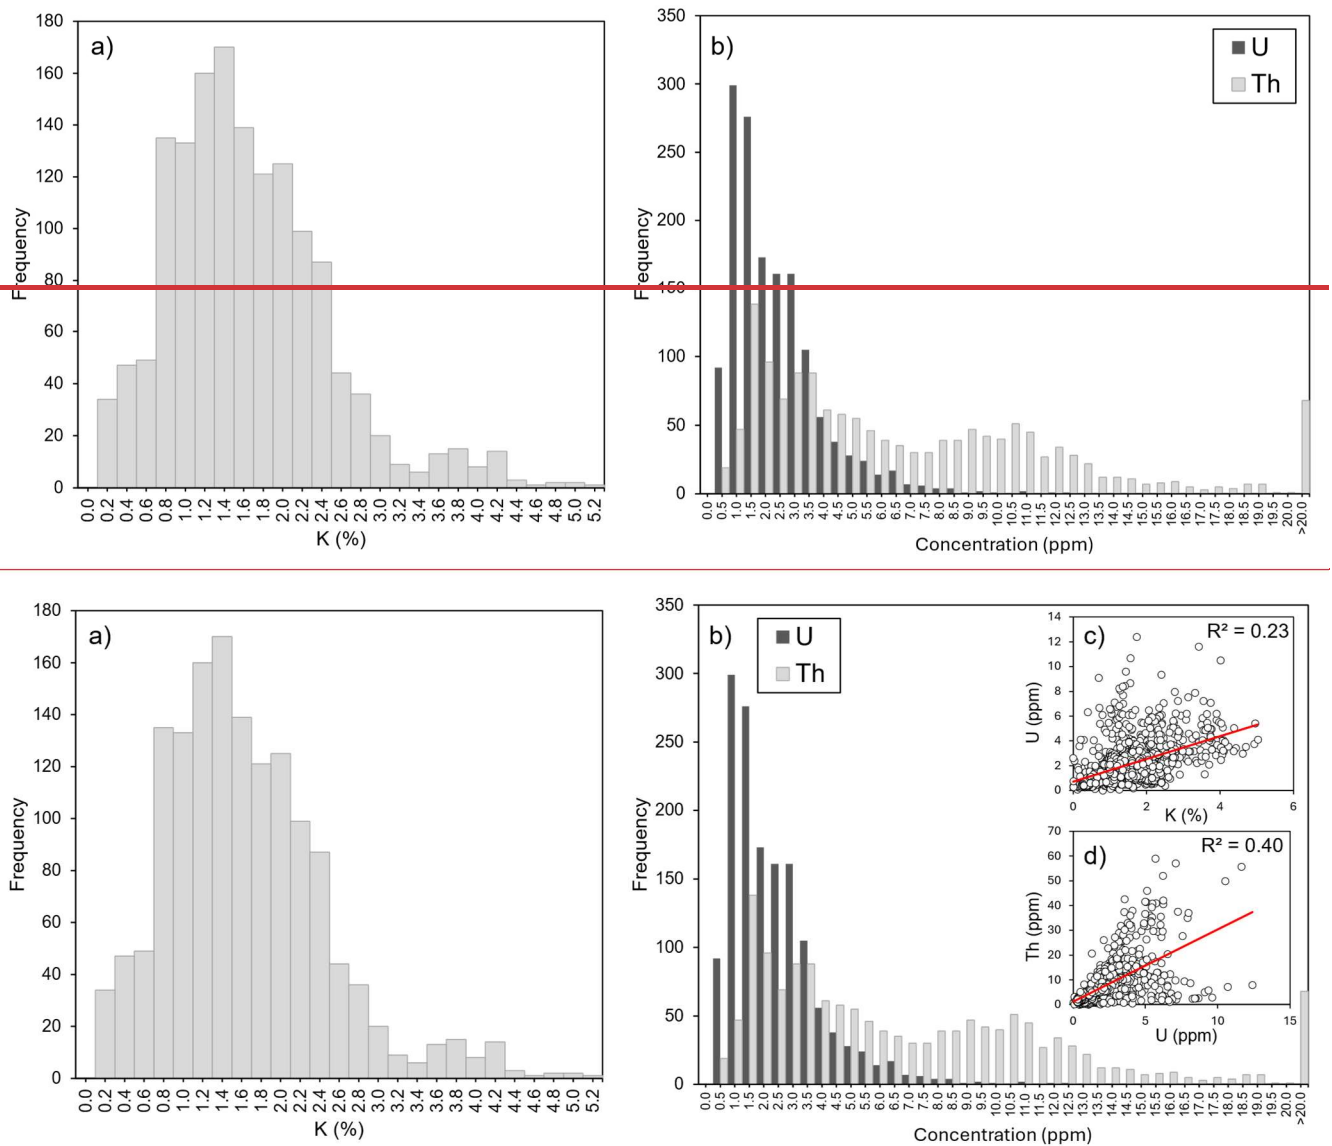 a)
180
160
140
120
100
80
60
40
20
0
Frequency
0.0 0.2 0.4 0.6 0.8 1.0 1.2 1.4 1.6 1.8 2.0 2.2 2.4 2.6 2.8 3.0 3.2 3.4 3.6 3.8 4.0 4.2 4.4 4.6 4.8 5.0 5.2
K (%)
b)
U
Th
350
300
250
200
150
100
50
0
Frequency
0.0 0.5 1.0 1.5 2.0 2.5 3.0 3.5 4.0 4.5 5.0 5.5 6.0 6.5 7.0 7.5 8.0 8.5 9.0 9.5 10.0 10.5 11.0 11.5 12.0 12.5 13.0 13.5 14.0 14.5 15.0 15.5 16.0 16.5 17.0 17.5 18.0 18.5 19.0 19.5 20.0 >20.0
Concentration (ppm)
a)
180
160
140
120
100
80
60
40
20
0
Frequency
0.0 0.2 0.4 0.6 0.8 1.0 1.2 1.4 1.6 1.8 2.0 2.2 2.4 2.6 2.8 3.0 3.2 3.4 3.6 3.8 4.0 4.2 4.4 4.6 4.8 5.0 5.2
K (%)
b)
U
Th
350
300
250
200
150
100
50
0
Frequency
0.0 0.5 1.0 1.5 2.0 2.5 3.0 3.5 4.0 4.5 5.0 5.5 6.0 6.5 7.0 7.5 8.0 8.5 9.0 9.5 10.0 10.5 11.0 11.5 12.0 12.5 13.0 13.5 14.0 14.5 15.0 15.5 16.0 16.5 17.0 17.5 18.0 18.5 19.0 19.5 20.0 >20.0
Concentration (ppm)
c)
R² = 0.23
14
12
10
8
6
4
2
0
U (ppm)
0 2 4 6
K (%)
d)
R² = 0.40
70
60
50
40
30
20
10
0
Th (ppm)
0 5 10 15
U (ppm)